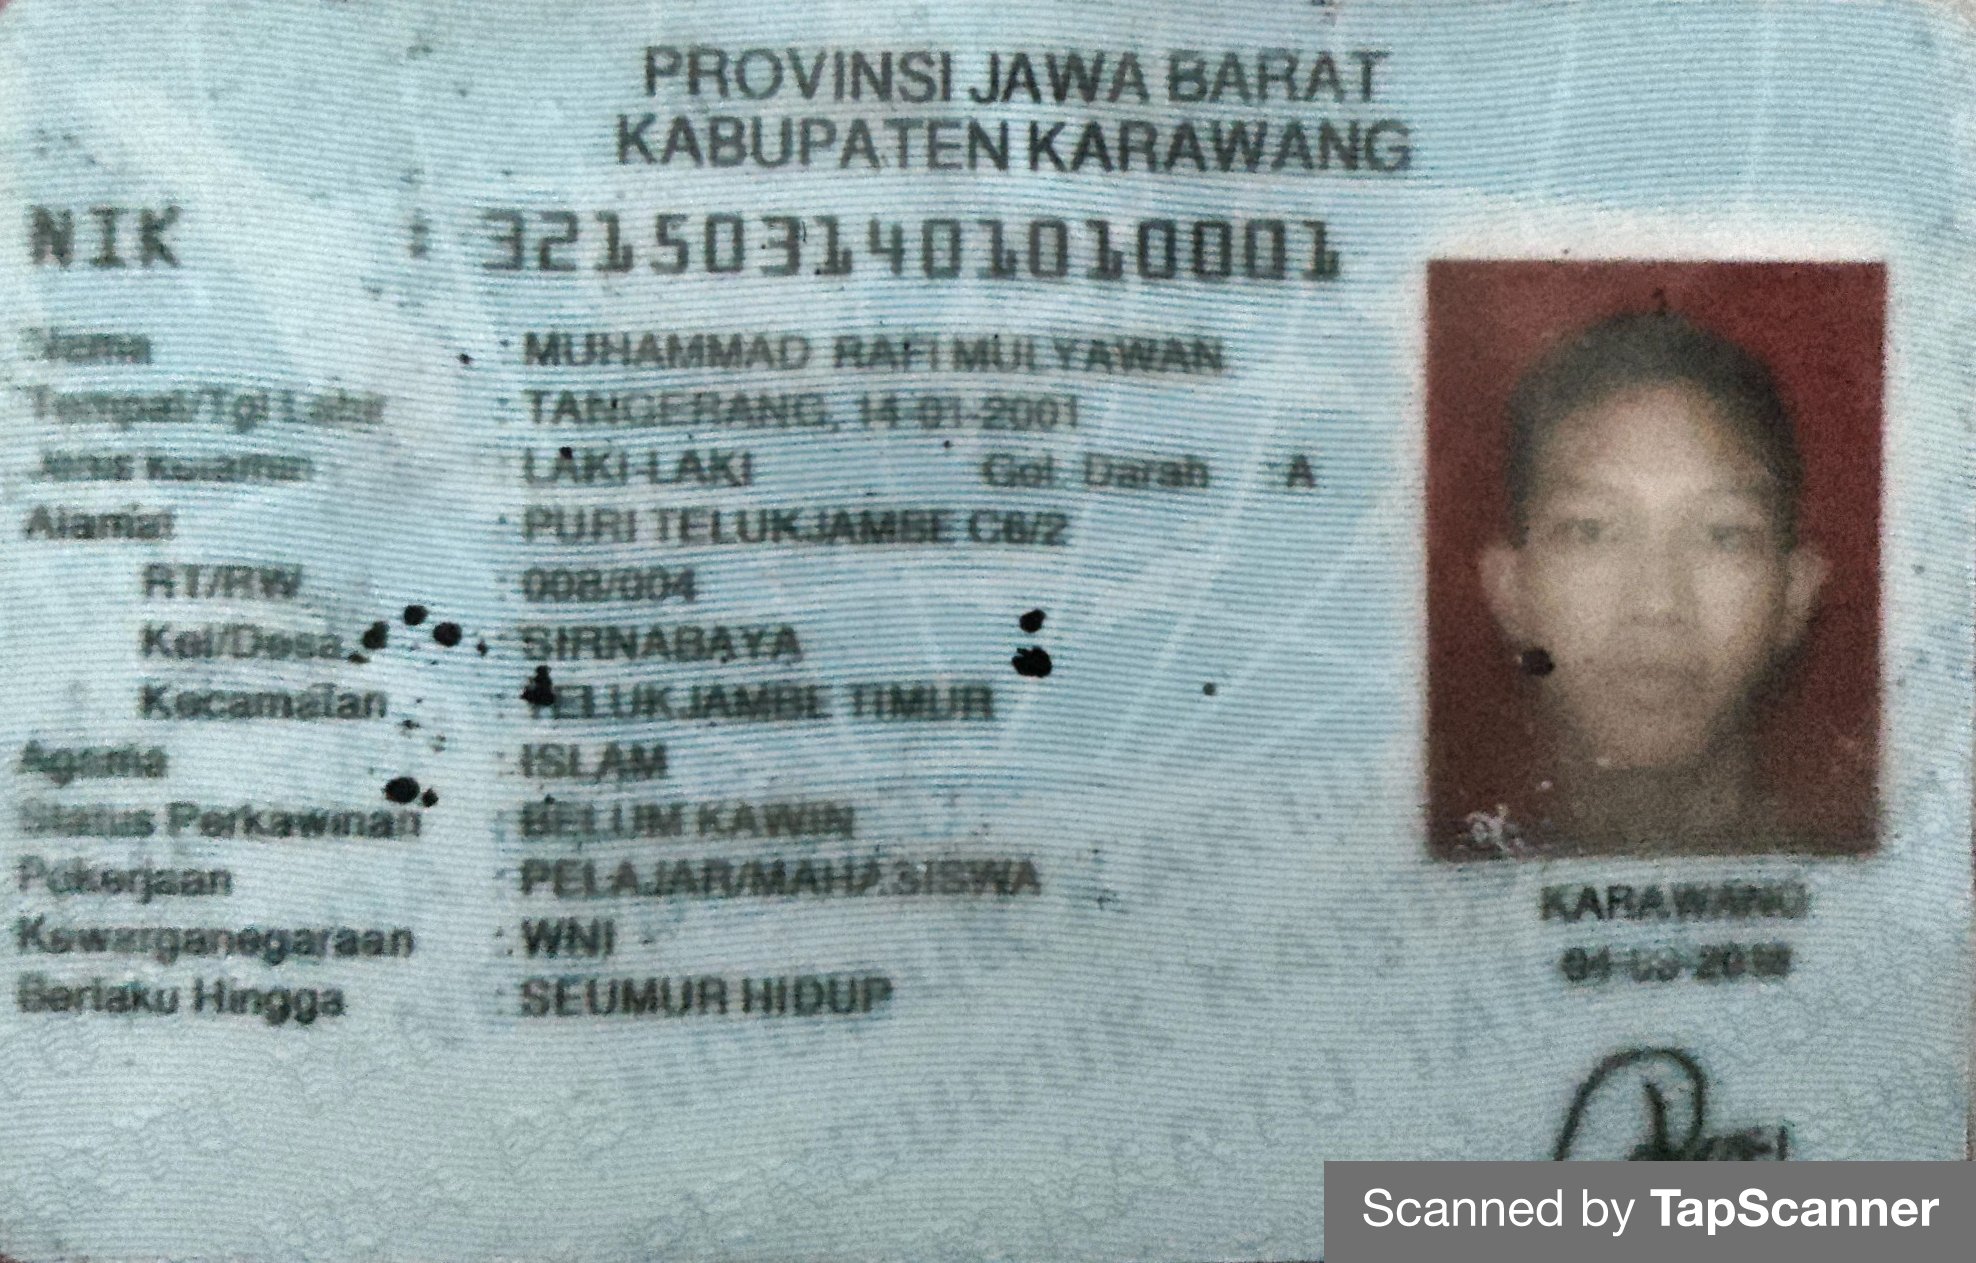 PROVINSI JAWA BARAT
KABUPATEN KARAWANG
NIK : 3215031401010001
Nama : MUHAMMAD RAFI MULYAWAN
Tempat/Tgl Lahir : TANGERANG, 14-01-2001
Jenis Kelamin : LAKI-LAKI Gol. Darah : A
Alamat : PURI TELUKJAMBE C6/2
RT/RW : 008/004
Kel/Desa : SIRNABAYA
Kecamatan : TELUKJAMBE TIMUR
Agama : ISLAM
Status Perkawinan : BELUM KAWIN
Pekerjaan : PELAJAR/MAHASISWA
Kewarganegaraan : WNI
Berlaku Hingga : SEUMUR HIDUP
KARAWANG
Scanned by TapScanner